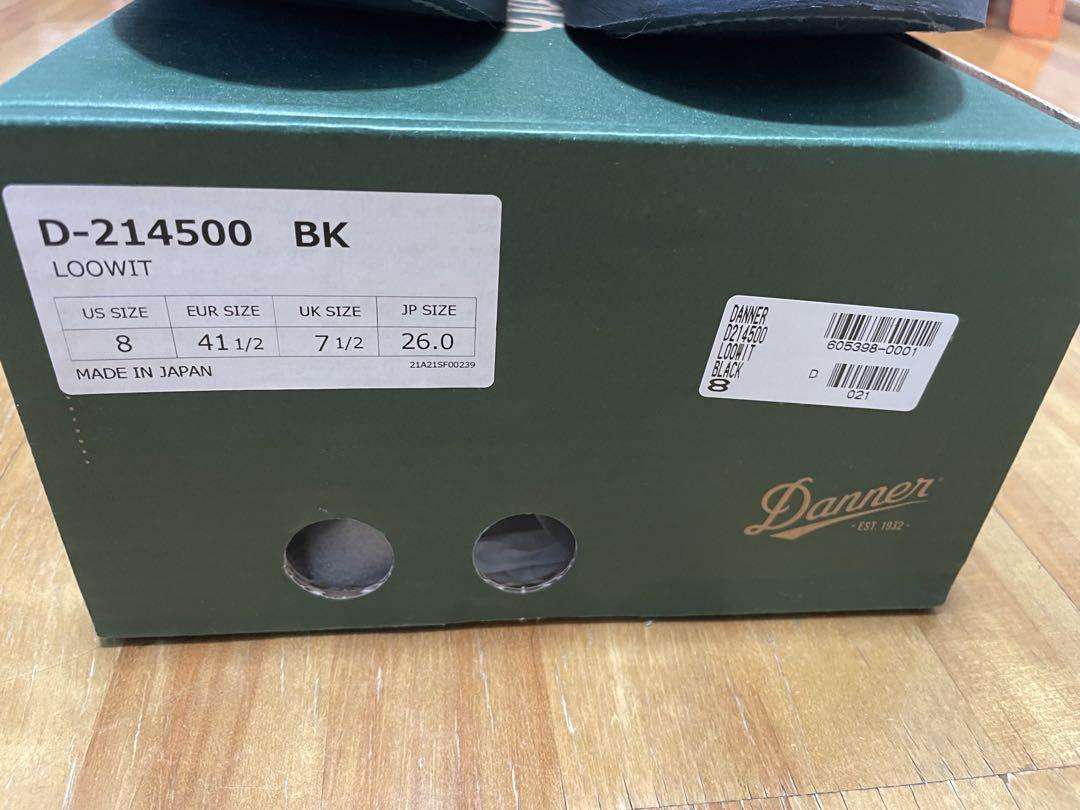 D-214500 BK
LOOWIT
US SIZE EUR SIZE UK SIZE JP SIZE
8 41 1/2 7 1/2 26.0
MADE IN JAPAN 21A21SF00239
DANNER
D214500
LOOWIT
BLACK
8
605398-0001
D
021
Danner
- EST. 1932 -